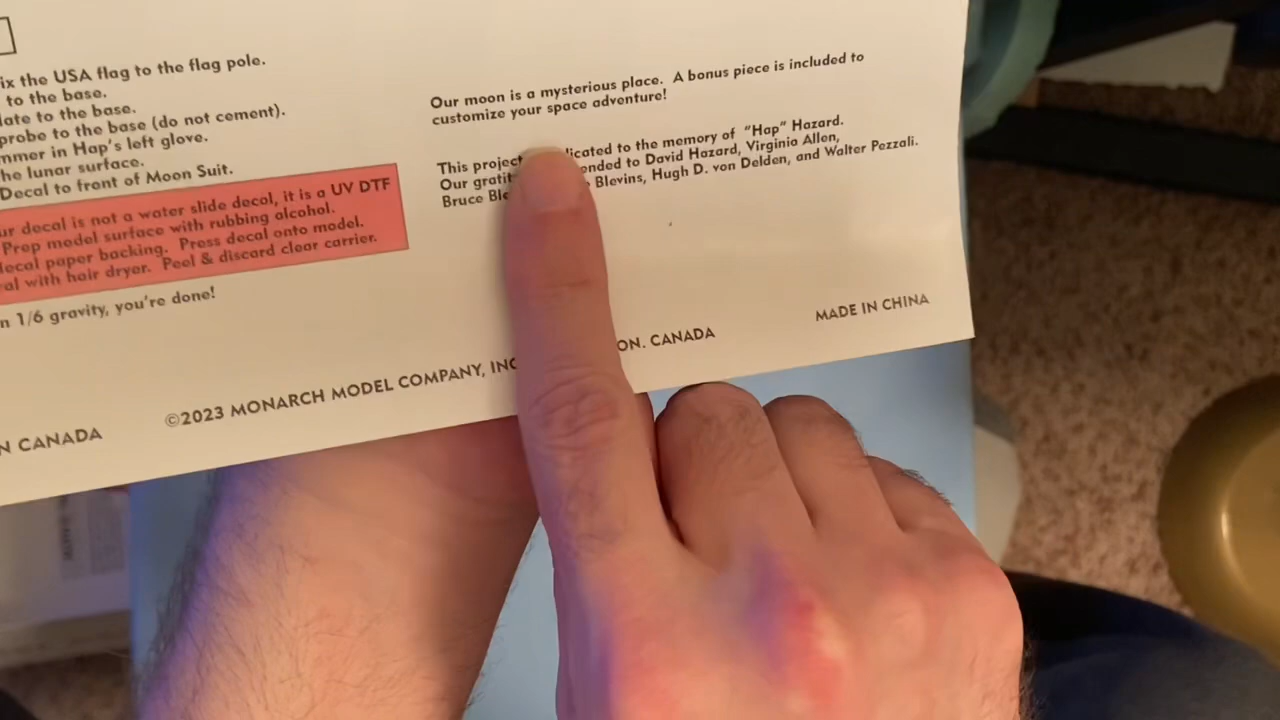 ix the USA flag to the flag pole.
to the base.
late to the base.
probe to the base (do not cement).
mmer in Hap's left glove.
he lunar surface.
Decal to front of Moon Suit.
ur decal is not a water slide decal, it is a UV DTF
Prep model surface with rubbing alcohol.
decal paper backing. Press decal onto model.
al with hair dryer. Peel & discard clear carrier.
n 1/6 gravity, you're done!
Our moon is a mysterious place. A bonus piece is included to
customize your space adventure!
This project licated to the memory of "Hap" Hazard.
Our gratit nded to David Hazard, Virginia Allen,
Bruce Ble Blevins, Hugh D. von Delden, and Walter Pezzali.
N CANADA
©2023 MONARCH MODEL COMPANY, INC ON. CANADA
MADE IN CHINA